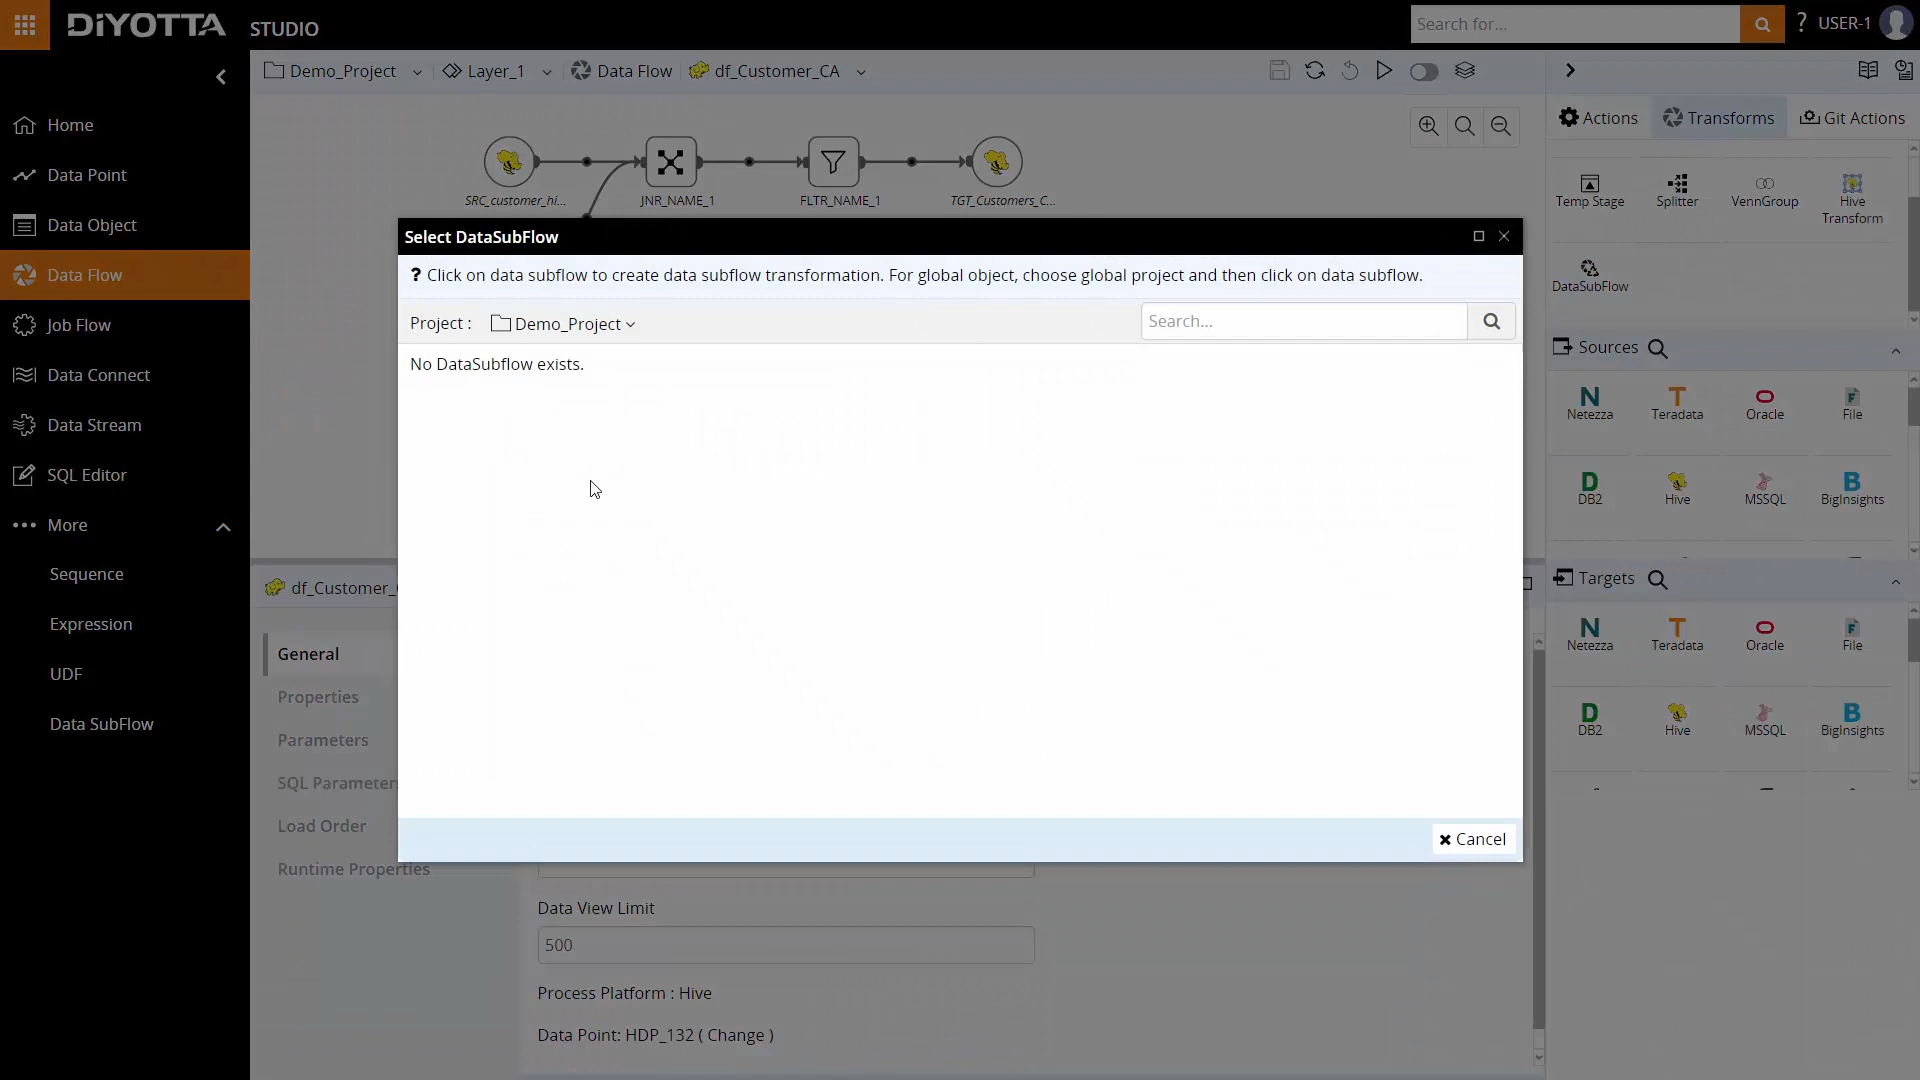 DiYOTTA STUDIO
Search for...
? USER-1
Home
Data Point
Data Object
Data Flow
Job Flow
Data Connect
Data Stream
SQL Editor
More
Sequence
Expression
UDF
Data SubFlow
Demo_Project
Layer_1
Data Flow
df_Customer_CA
SRC_customer_hi...
JNR_NAME_1
FLTR_NAME_1
TGT_Customers_C...
Select DataSubFlow
? Click on data subflow to create data subflow transformation. For global object, choose global project and then click on data subflow.
Project : Demo_Project
Search...
No DataSubflow exists.
Cancel
df_Customer_
General
Properties
Parameters
SQL Parameters
Load Order
Runtime Properties
Data View Limit
500
Process Platform : Hive
Data Point: HDP_132 ( Change )
Actions
Transforms
Git Actions
Temp Stage
Splitter
VennGroup
Hive
Transform
DataSubFlow
Sources
N T F
Netezza Teradata Oracle File
D B
DB2 Hive MSSQL BigInsights
Targets
N T F
Netezza Teradata Oracle File
D B
DB2 Hive MSSQL BigInsights